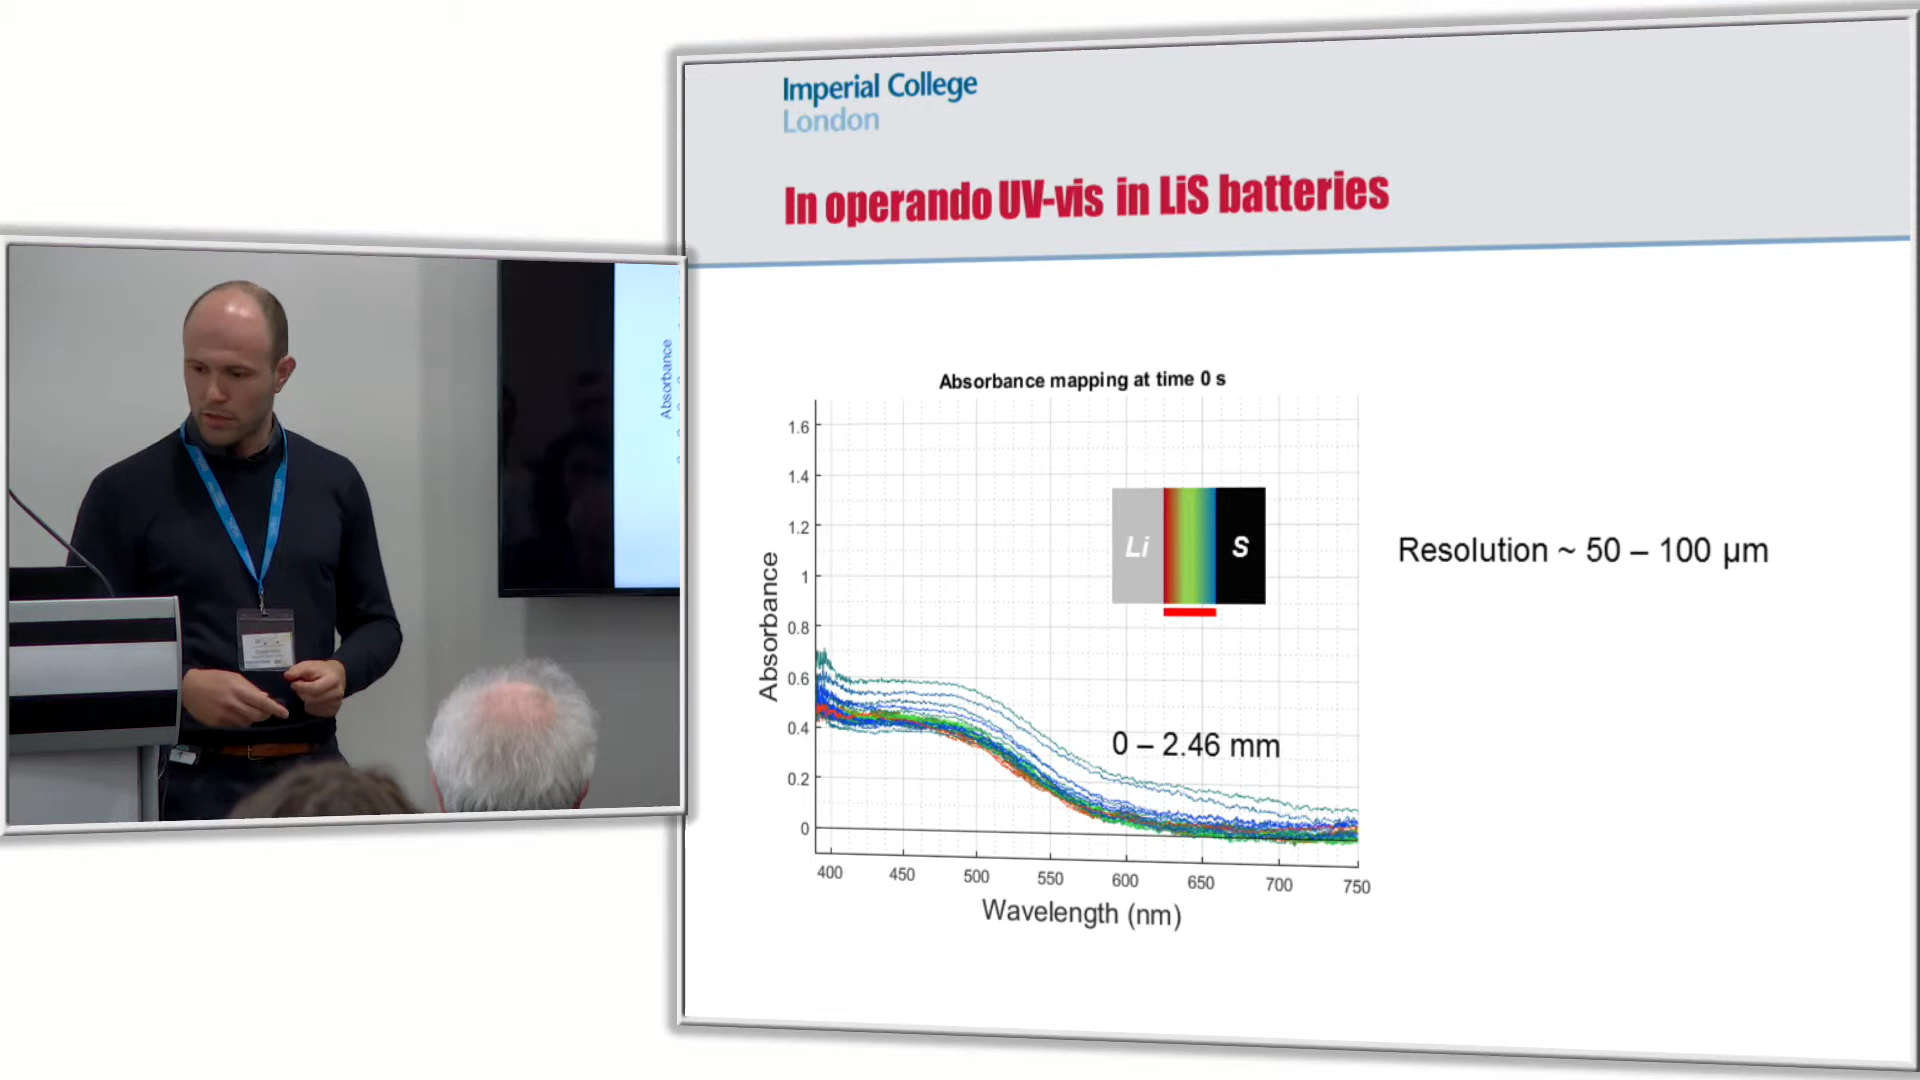 Imperial College
London
In operando UV-vis in LiS batteries
Absorbance mapping at time 0 s
1.6
1.4
1.2
1
0.8
0.6
0.4
0.2
0
Absorbance
Li
S
0 – 2.46 mm
400 450 500 550 600 650 700 750
Wavelength (nm)
Resolution ~ 50 – 100 µm
Absorbance